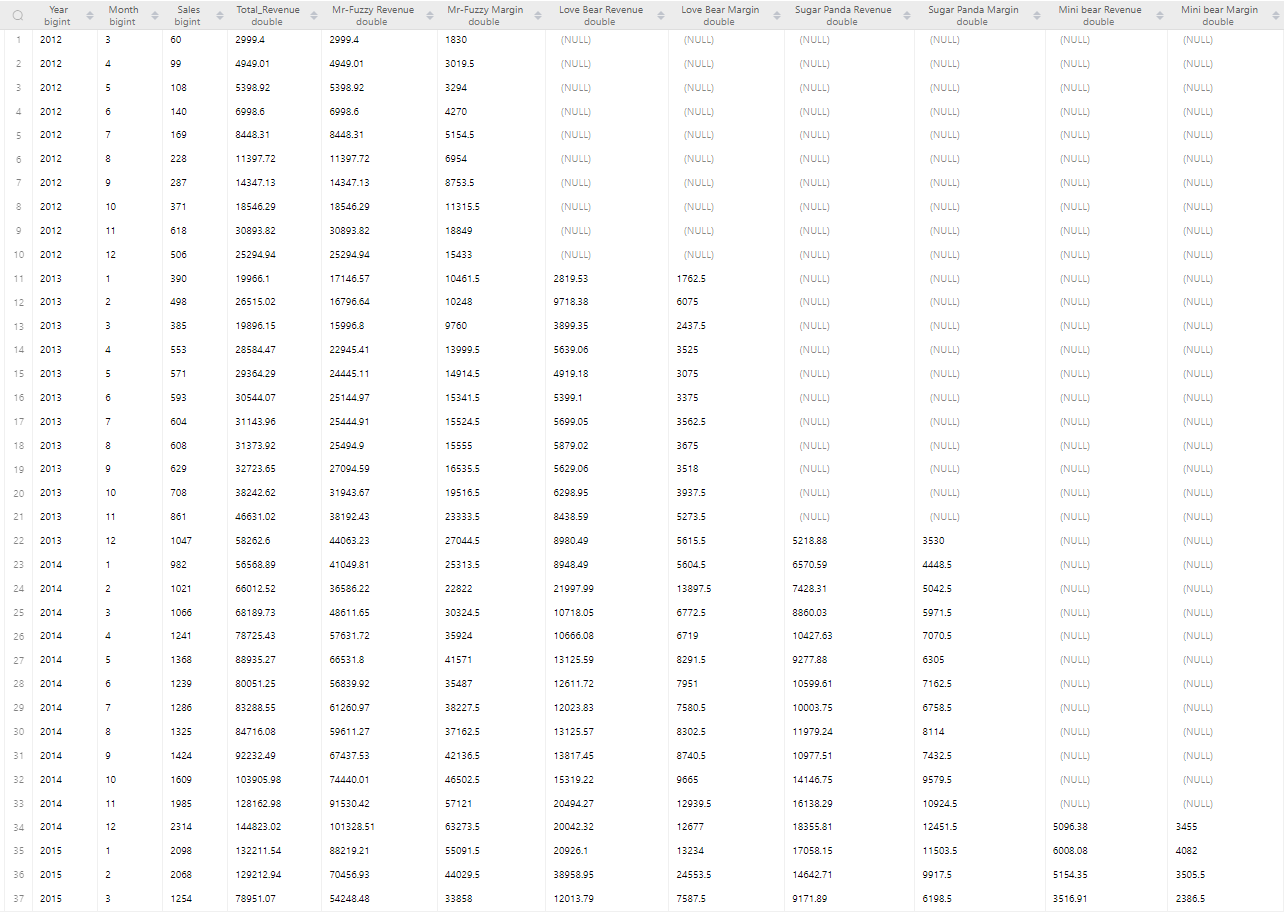 Year Month Sales Total_Revenue Mr-Fuzzy Revenue Mr-Fuzzy Margin Love Bear Revenue Love Bear Margin Sugar Panda Revenue Sugar Panda Margin Mini bear Revenue Mini bear Margin
bigint bigint bigint double double double double double double double double double
1 2012 3 60 2999.4 2999.4 1830 (NULL) (NULL) (NULL) (NULL) (NULL) (NULL)
2 2012 4 99 4949.01 4949.01 3019.5 (NULL) (NULL) (NULL) (NULL) (NULL) (NULL)
3 2012 5 108 5398.92 5398.92 3294 (NULL) (NULL) (NULL) (NULL) (NULL) (NULL)
4 2012 6 140 6998.6 6998.6 4270 (NULL) (NULL) (NULL) (NULL) (NULL) (NULL)
5 2012 7 169 8448.31 8448.31 5154.5 (NULL) (NULL) (NULL) (NULL) (NULL) (NULL)
6 2012 8 228 11397.72 11397.72 6954 (NULL) (NULL) (NULL) (NULL) (NULL) (NULL)
7 2012 9 287 14347.13 14347.13 8753.5 (NULL) (NULL) (NULL) (NULL) (NULL) (NULL)
8 2012 10 371 18546.29 18546.29 11315.5 (NULL) (NULL) (NULL) (NULL) (NULL) (NULL)
9 2012 11 618 30893.82 30893.82 18849 (NULL) (NULL) (NULL) (NULL) (NULL) (NULL)
10 2012 12 506 25294.94 25294.94 15433 (NULL) (NULL) (NULL) (NULL) (NULL) (NULL)
11 2013 1 390 19966.1 17146.57 10461.5 2819.53 1762.5 (NULL) (NULL) (NULL) (NULL)
12 2013 2 498 26515.02 16796.64 10248 9718.38 6075 (NULL) (NULL) (NULL) (NULL)
13 2013 3 385 19896.15 15996.8 9760 3899.35 2437.5 (NULL) (NULL) (NULL) (NULL)
14 2013 4 553 28584.47 22945.41 13999.5 5639.06 3525 (NULL) (NULL) (NULL) (NULL)
15 2013 5 571 29364.29 24445.11 14914.5 4919.18 3075 (NULL) (NULL) (NULL) (NULL)
16 2013 6 593 30544.07 25144.97 15341.5 5399.1 3375 (NULL) (NULL) (NULL) (NULL)
17 2013 7 604 31143.96 25444.91 15524.5 5699.05 3562.5 (NULL) (NULL) (NULL) (NULL)
18 2013 8 608 31373.92 25494.9 15555 5879.02 3675 (NULL) (NULL) (NULL) (NULL)
19 2013 9 629 32723.65 27094.59 16535.5 5629.06 3518 (NULL) (NULL) (NULL) (NULL)
20 2013 10 708 38242.62 31943.67 19516.5 6298.95 3937.5 (NULL) (NULL) (NULL) (NULL)
21 2013 11 861 46631.02 38192.43 23333.5 8438.59 5273.5 (NULL) (NULL) (NULL) (NULL)
22 2013 12 1047 58262.6 44063.23 27044.5 8980.49 5615.5 5218.88 3530 (NULL) (NULL)
23 2014 1 982 56568.89 41049.81 25313.5 8948.49 5604.5 6570.59 4448.5 (NULL) (NULL)
24 2014 2 1021 66012.52 36586.22 22822 21997.99 13897.5 7428.31 5042.5 (NULL) (NULL)
25 2014 3 1066 68189.73 48611.65 30324.5 10718.05 6772.5 8860.03 5971.5 (NULL) (NULL)
26 2014 4 1241 78725.43 57631.72 35924 10666.08 6719 10427.63 7070.5 (NULL) (NULL)
27 2014 5 1368 88935.27 66531.8 41571 13125.59 8291.5 9277.88 6305 (NULL) (NULL)
28 2014 6 1239 80051.25 56839.92 35487 12611.72 7951 10599.61 7162.5 (NULL) (NULL)
29 2014 7 1286 83288.55 61260.97 38227.5 12023.83 7580.5 10003.75 6758.5 (NULL) (NULL)
30 2014 8 1325 84716.08 59611.27 37162.5 13125.57 8302.5 11979.24 8114 (NULL) (NULL)
31 2014 9 1424 92232.49 67437.53 42136.5 13817.45 8740.5 10977.51 7432.5 (NULL) (NULL)
32 2014 10 1609 103905.98 74440.01 46502.5 15319.22 9665 14146.75 9579.5 (NULL) (NULL)
33 2014 11 1985 128162.98 91530.42 57121 20494.27 12939.5 16138.29 10924.5 (NULL) (NULL)
34 2014 12 2314 144823.02 101328.51 63273.5 20042.32 12677 18355.81 12451.5 5096.38 3455
35 2015 1 2098 132211.54 88219.21 55091.5 20926.1 13234 17058.15 11503.5 6008.08 4082
36 2015 2 2068 129212.94 70456.93 44029.5 38958.95 24553.5 14642.71 9917.5 5154.35 3505.5
37 2015 3 1254 78951.07 54248.48 33858 12013.79 7587.5 9171.89 6198.5 3516.91 2386.5